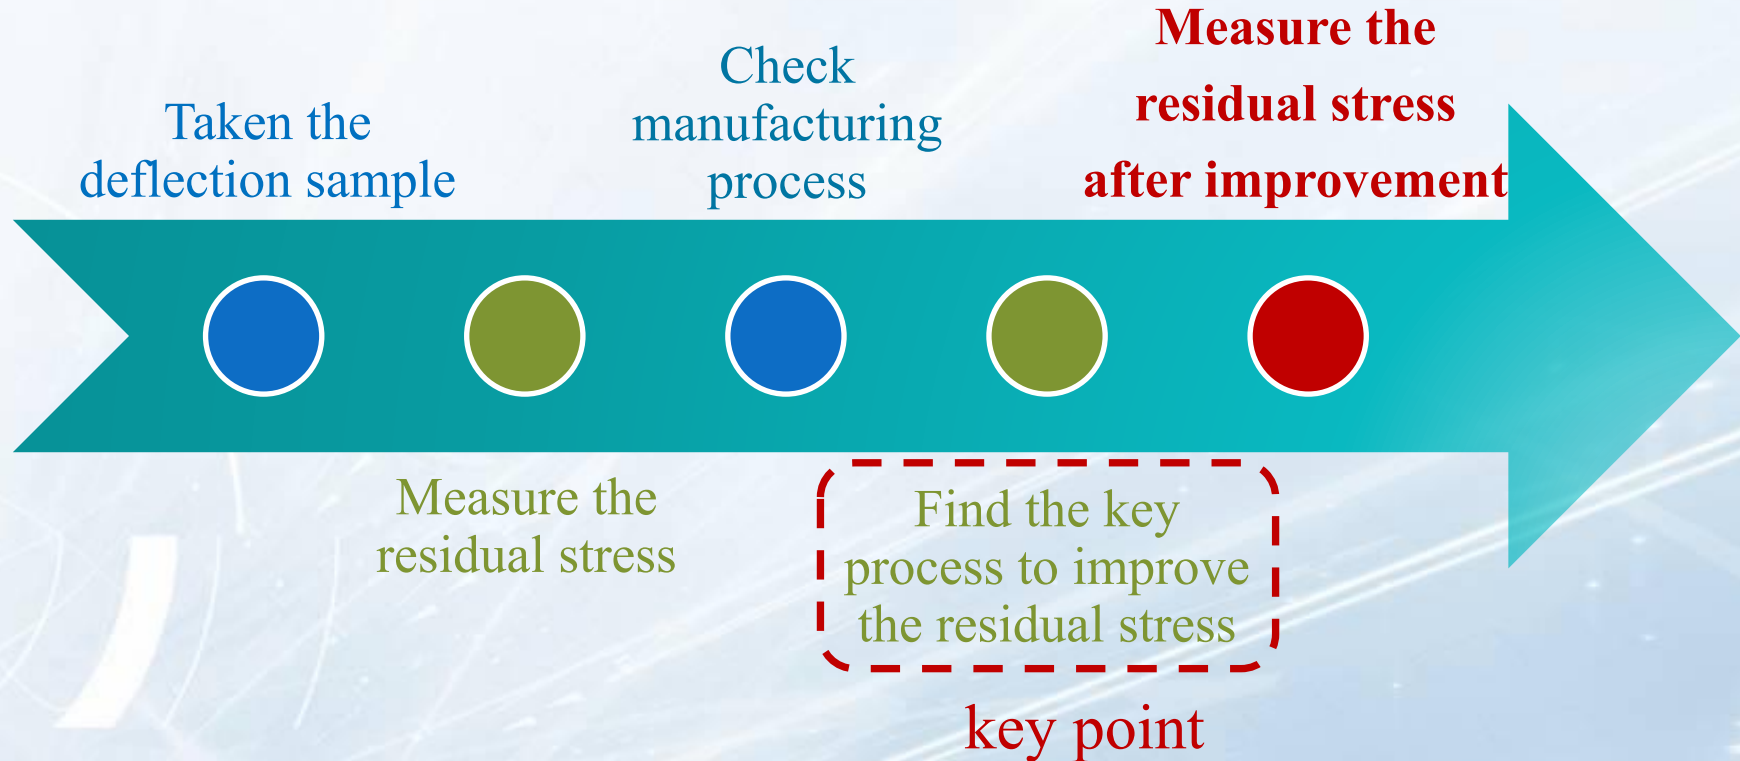 Taken the
deflection sample
Measure the
residual stress
Check
manufacturing
process
Find the key
process to improve
the residual stress
key point
Measure the
residual stress
after improvement